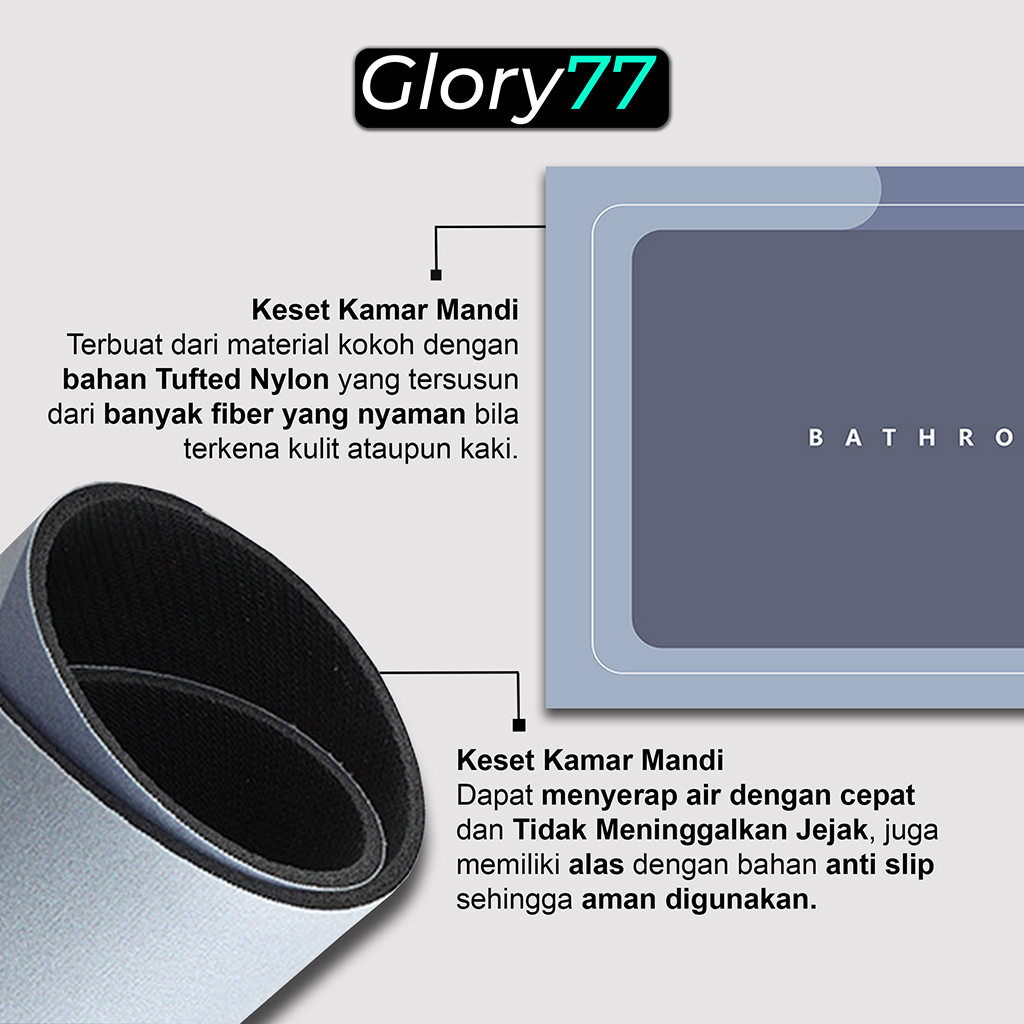 Glory77
Keset Kamar Mandi
Terbuat dari material kokoh dengan
bahan Tufted Nylon yang tersusun
dari banyak fiber yang nyaman bila
terkena kulit ataupun kaki.
BATHRO
Keset Kamar Mandi
Dapat menyerap air dengan cepat
dan Tidak Meninggalkan Jejak, juga
memiliki alas dengan bahan anti slip
sehingga aman digunakan.